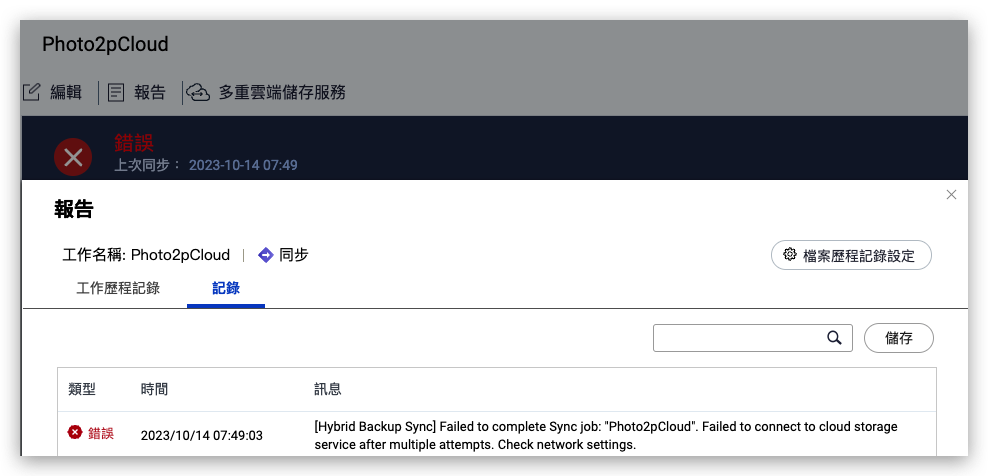 Photo2pCloud
編輯 報告 多重雲端儲存服務
錯誤
上次同步： 2023-10-14 07:49
報告
工作名稱: Photo2pCloud | 同步
檔案歷程記錄設定
工作歷程記錄 記錄
儲存
類型 時間 訊息
錯誤 2023/10/14 07:49:03 [Hybrid Backup Sync] Failed to complete Sync job: "Photo2pCloud". Failed to connect to cloud storage
service after multiple attempts. Check network settings.